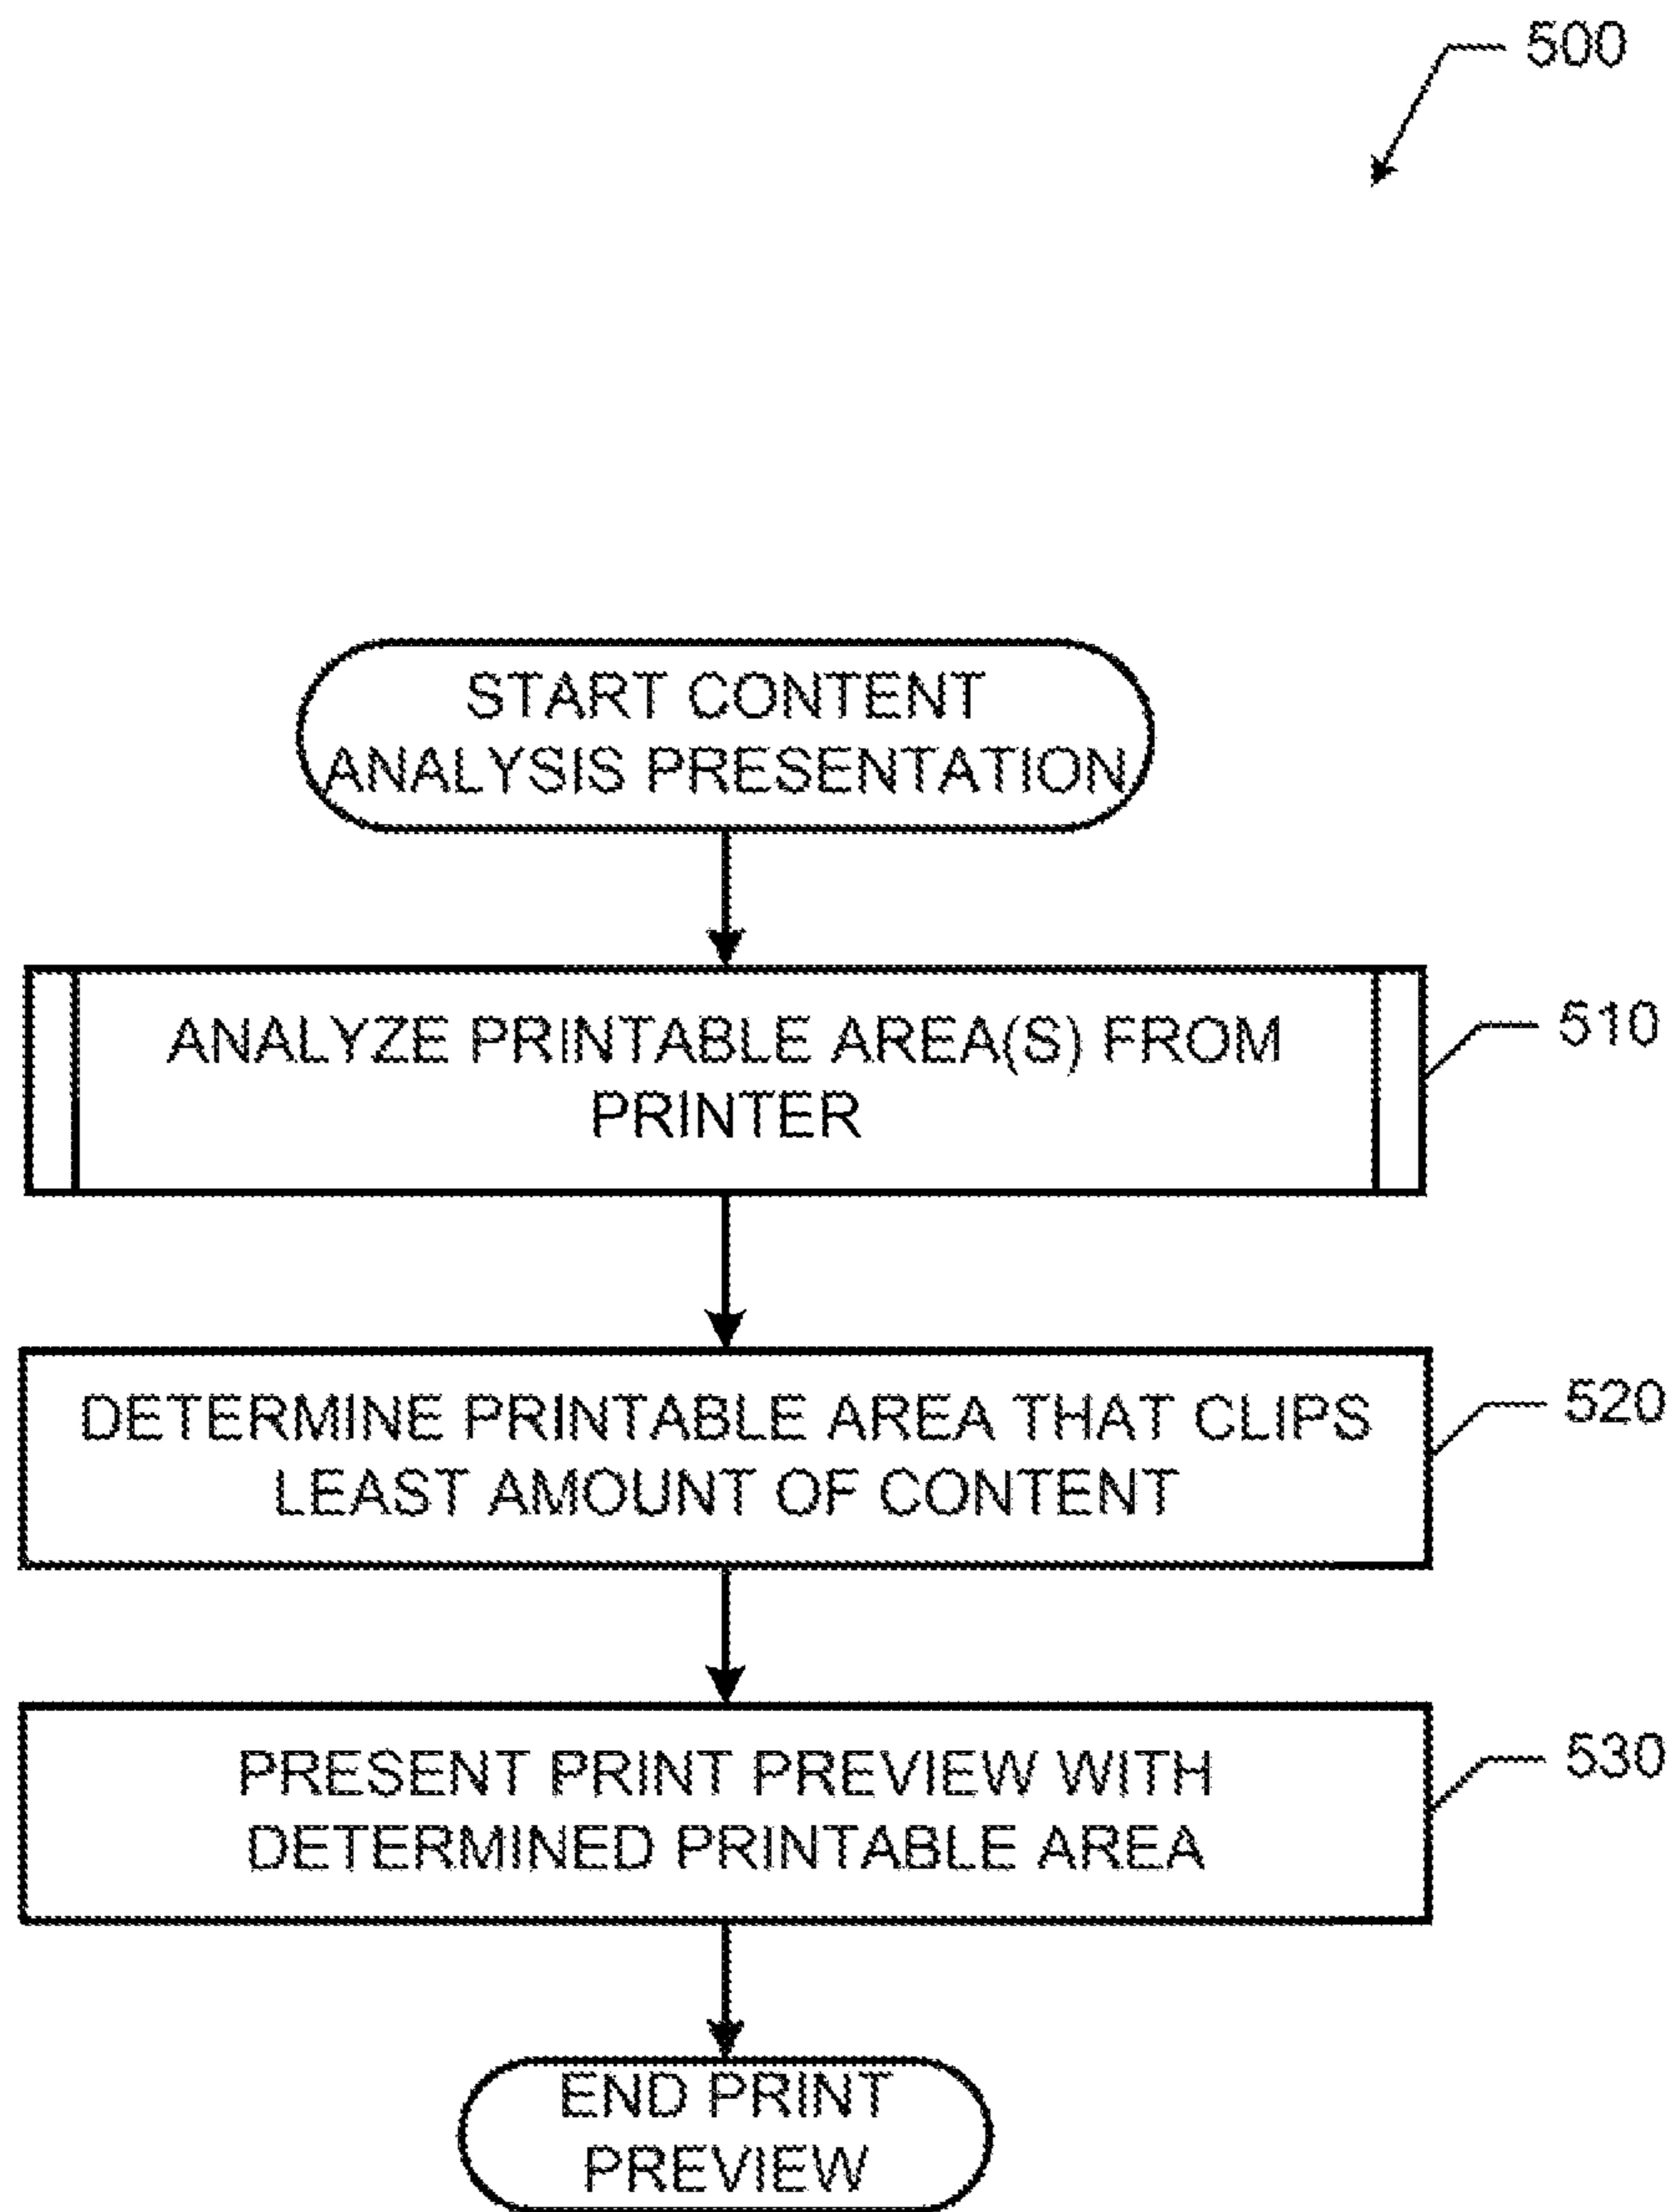 500
START CONTENT
ANALYSIS PRESENTATION
ANALYZE PRINTABLE AREA(S) FROM
PRINTER
510
DETERMINE PRINTABLE AREA THAT CLIPS
LEAST AMOUNT OF CONTENT
520
PRESENT PRINT PREVIEW WITH
DETERMINED PRINTABLE AREA
530
END PRINT
PREVIEW